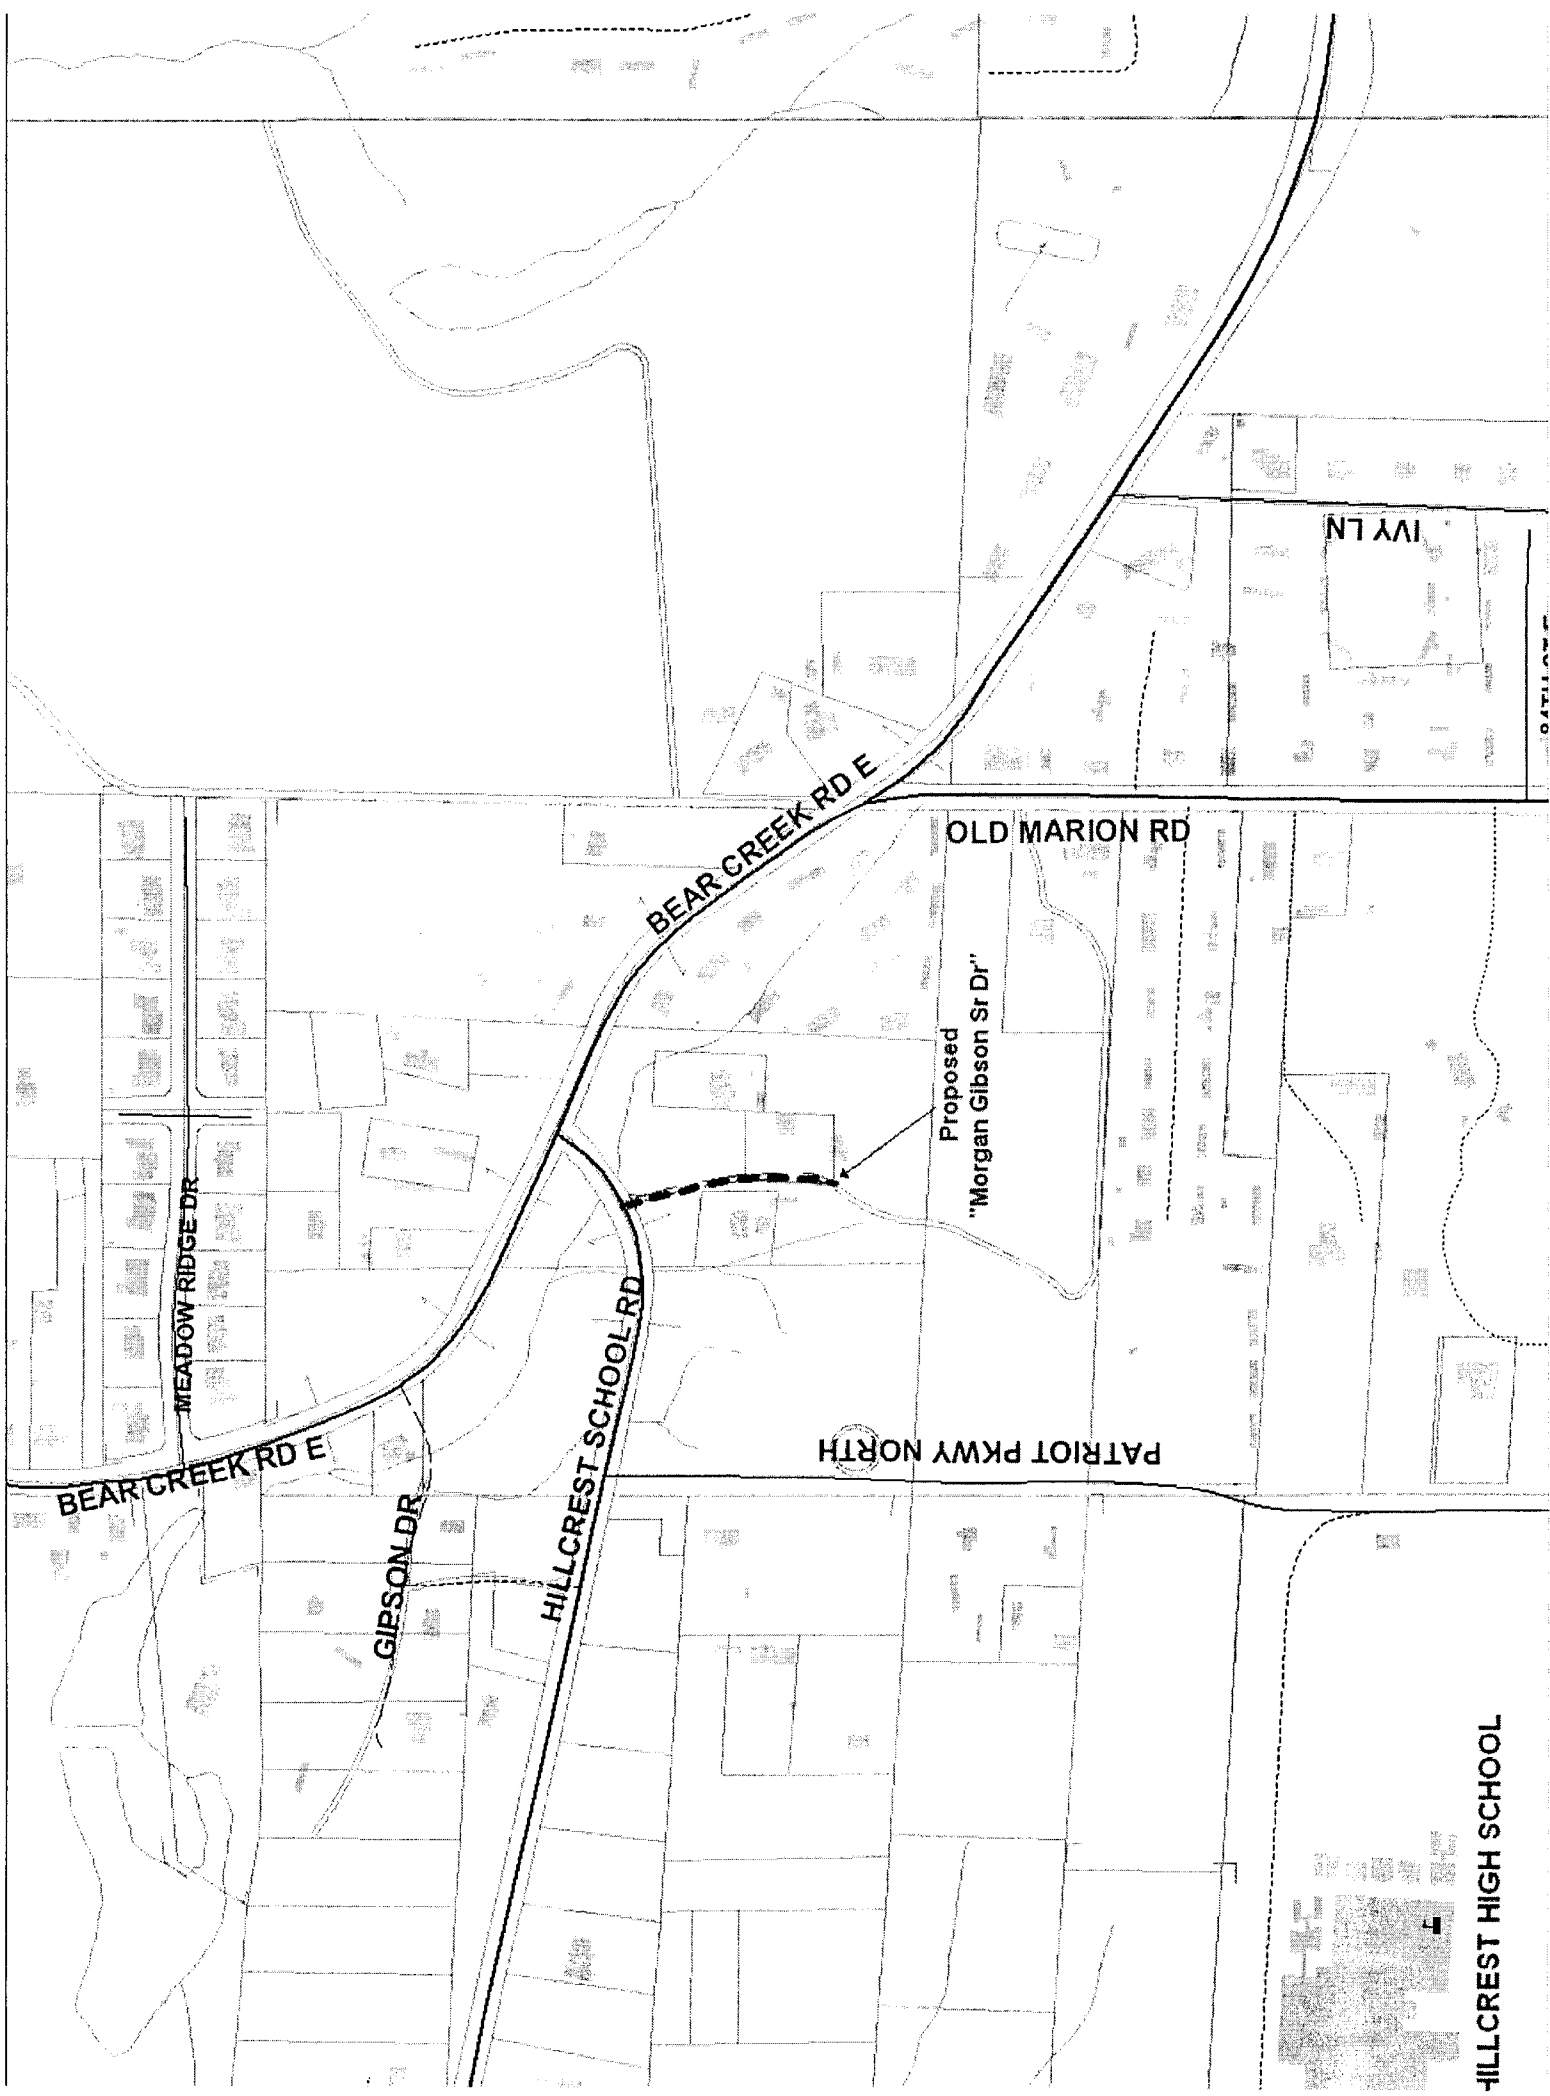 MEADOW RIDGE DR
BEAR CREEK RD E
GIPSON DR
HILLCREST SCHOOL RD
BEAR CREEK RD E
OLD MARION RD
IVY LN
Proposed
"Morgan Gibson Sr Dr"
PATRIOT PKWY NORTH
HILLCREST HIGH SCHOOL